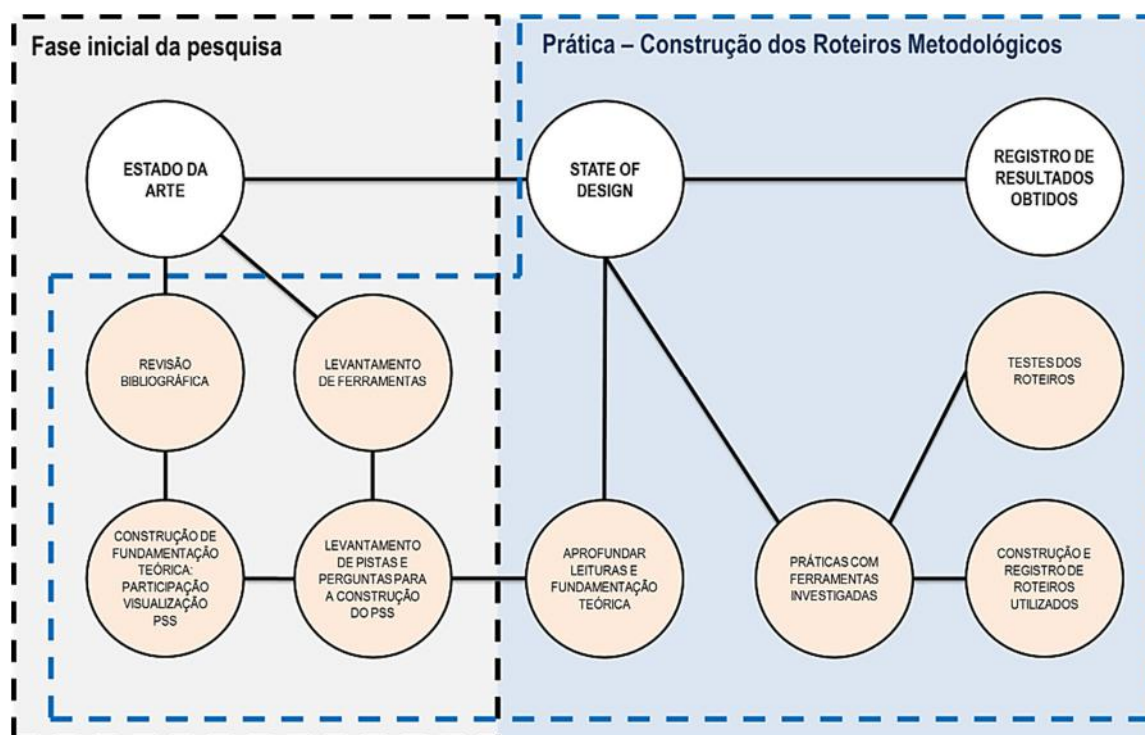 Fase inicial da pesquisa
Prática – Construção dos Roteiros Metodológicos
ESTADO DA
ARTE
STATE OF
DESIGN
REGISTRO DE
RESULTADOS
OBTIDOS
REVISÃO
BIBLIOGRÁFICA
LEVANTAMENTO
DE FERRAMENTAS
TESTES DOS
ROTEIROS
CONSTRUÇÃO DE
FUNDAMENTAÇÃO
TEÓRICA:
PARTICIPAÇÃO
VISUALIZAÇÃO
PSS
LEVANTAMENTO
DE PISTAS E
PERGUNTAS PARA
A CONSTRUÇÃO
DO PSS
APROFUNDAR
LEITURAS E
FUNDAMENTAÇÃO
TEÓRICA
PRÁTICAS COM
FERRAMENTAS
INVESTIGADAS
CONSTRUÇÃO E
REGISTRO DE
ROTEIROS
UTILIZADOS